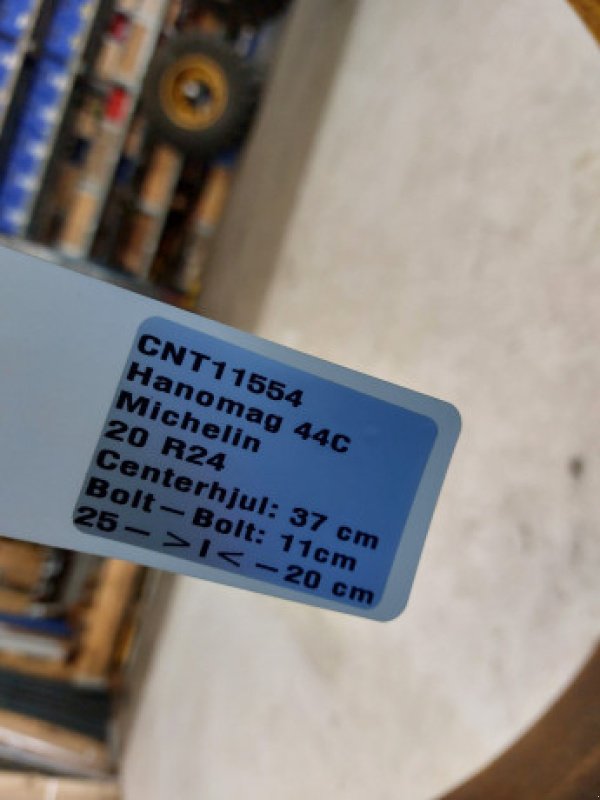 CNT11554
Hanomag 44C
Michelin
20 R24
Centerhjul: 37 cm
Bolt—Bolt: 11cm
25— >I< —20 cm